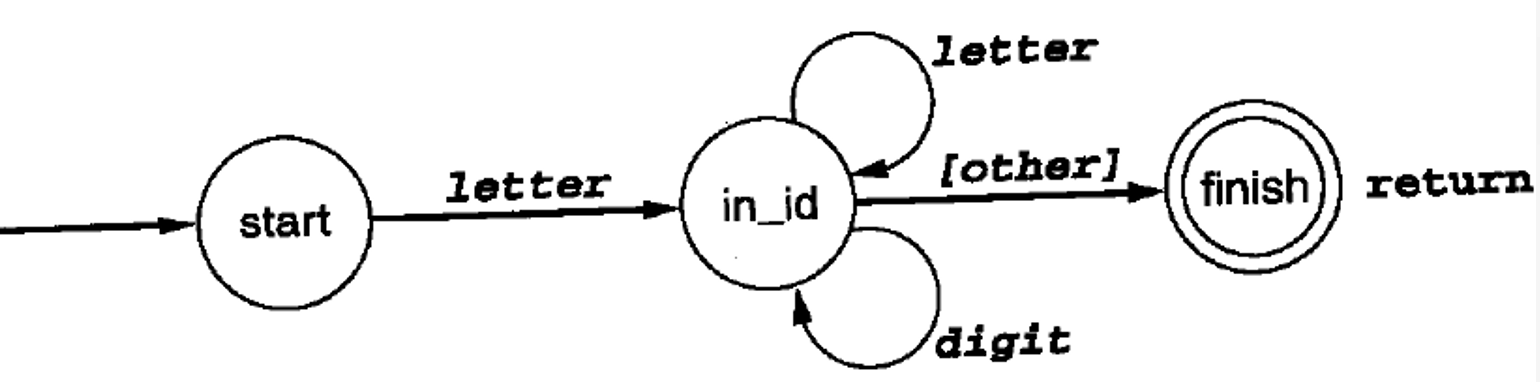 letter
letter
[other]
start
in_id
finish
return
digit